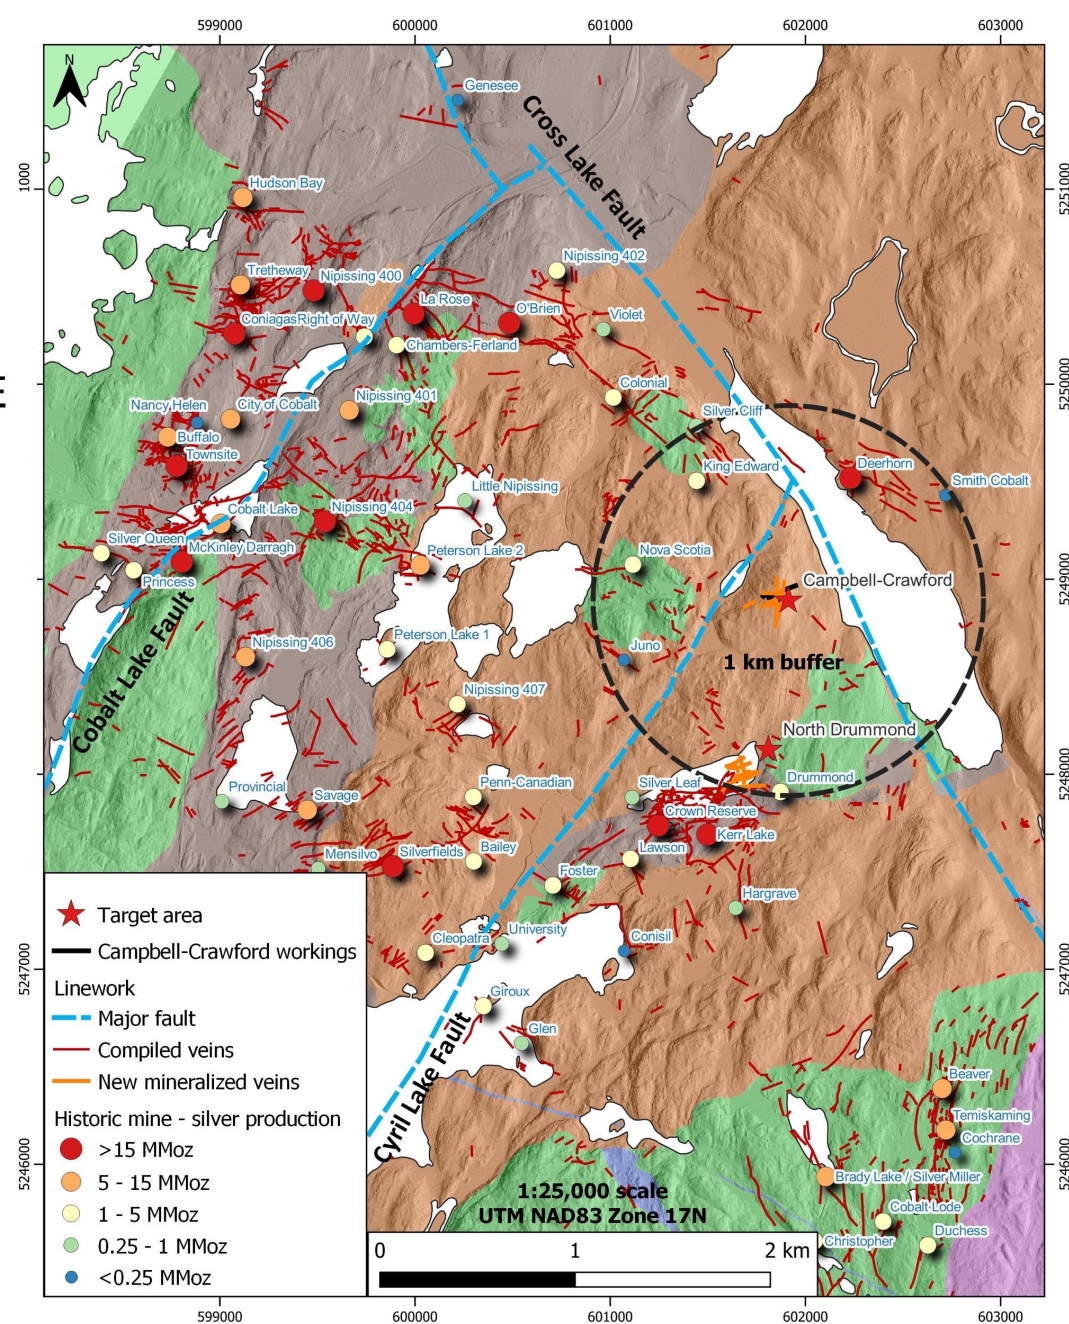 599000 600000 601000 602000 603000
N
Genesee
Cross Lake Fault
1000
5251000
Hudson Bay
Nipissing 402
Tretheway
Nipissing 400
La Rose
O'Brien
Violet
Coniagas
Right of Way
Chambers-Ferland
5250000
Colonial
Nipissing 401
Nancy Helen
City of Cobalt
Silver Cliff
Buffalo
Townsite
King Edward
Deerhorn
Smith Cobalt
Little Nipissing
Cobalt Lake
Nipissing 404
Silver Queen
McKinley Darragh
Peterson Lake 2
Nova Scotia
Princess
Campbell-Crawford
5249000
Cobalt Lake Fault
Nipissing 406
Peterson Lake 1
Juno
1 km buffer
Nipissing 407
North Drummond
Provincial
Savage
Penn-Canadian
Silver Leaf
Drummond
5248000
Crown Reserve
Kerr Lake
Mensilvo
Silverfields
Bailey
Lawson
Foster
Hargrave
Cleopatra
University
Conisil
5247000
5247000
Giroux
Glen
Cyril Lake Fault
Beaver
Temiskaming
Cochrane
5246000
5246000
Brady Lake / Silver Miller
Cobalt Lode
Duchess
Christopher
Target area
Campbell-Crawford workings
Linework
Major fault
Compiled veins
New mineralized veins
Historic mine - silver production
>15 MMoz
5 - 15 MMoz
1 - 5 MMoz
0.25 - 1 MMoz
<0.25 MMoz
1:25,000 scale
UTM NAD83 Zone 17N
0 1 2 km
599000 600000 601000 602000 603000